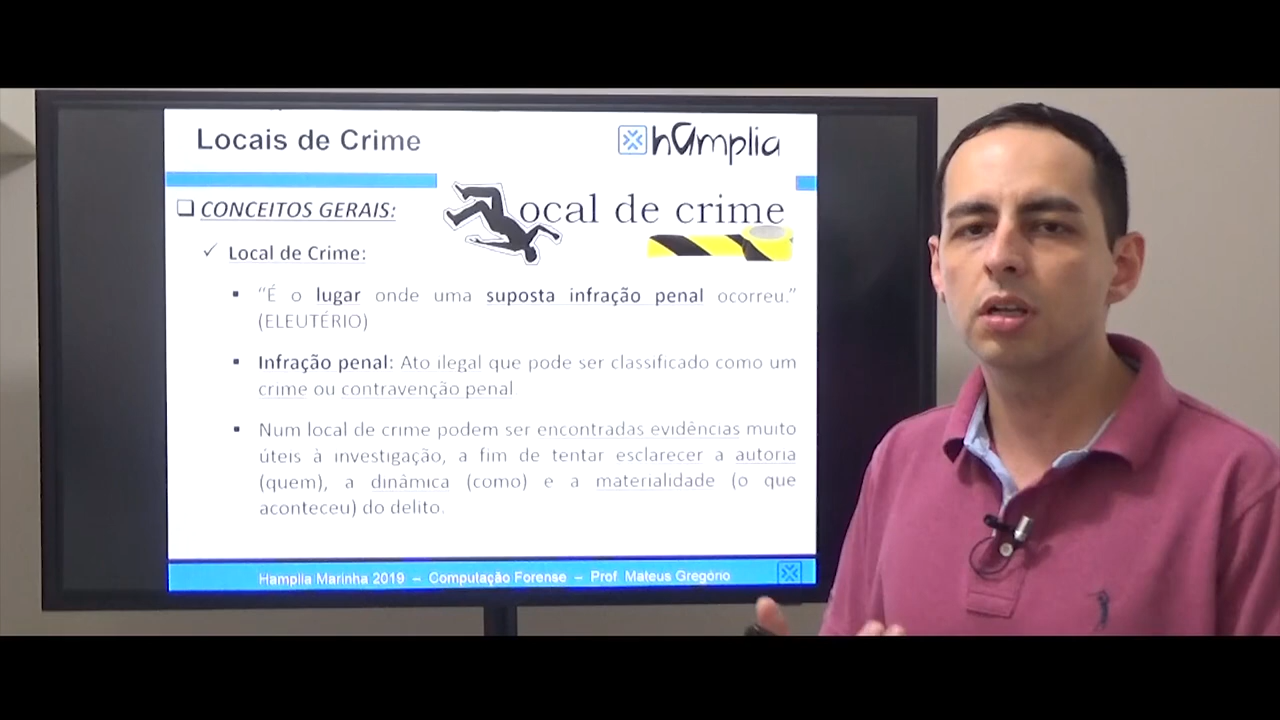 Locais de Crime
hamplia
CONCEITOS GERAIS:
ocal de crime
Local de Crime:
“É o lugar onde uma suposta infração penal ocorreu.”
(ELEUTÉRIO)
Infração penal: Ato ilegal que pode ser classificado como um
crime ou contravenção penal
Num local de crime podem ser encontradas evidências muito
úteis à investigação, a fim de tentar esclarecer a autoria
(quem), a dinâmica (como) e a materialidade (o que
aconteceu) do delito.
Hamplia Marinha 2019 – Computação Forense – Prof. Mateus Gregório